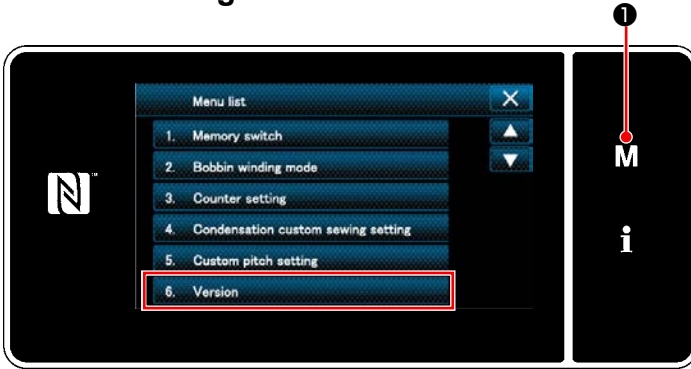 ❶
Menu list
1. Memory switch
2. Bobbin winding mode
3. Counter setting
4. Condensation custom sewing setting
5. Custom pitch setting
6. Version
M
i